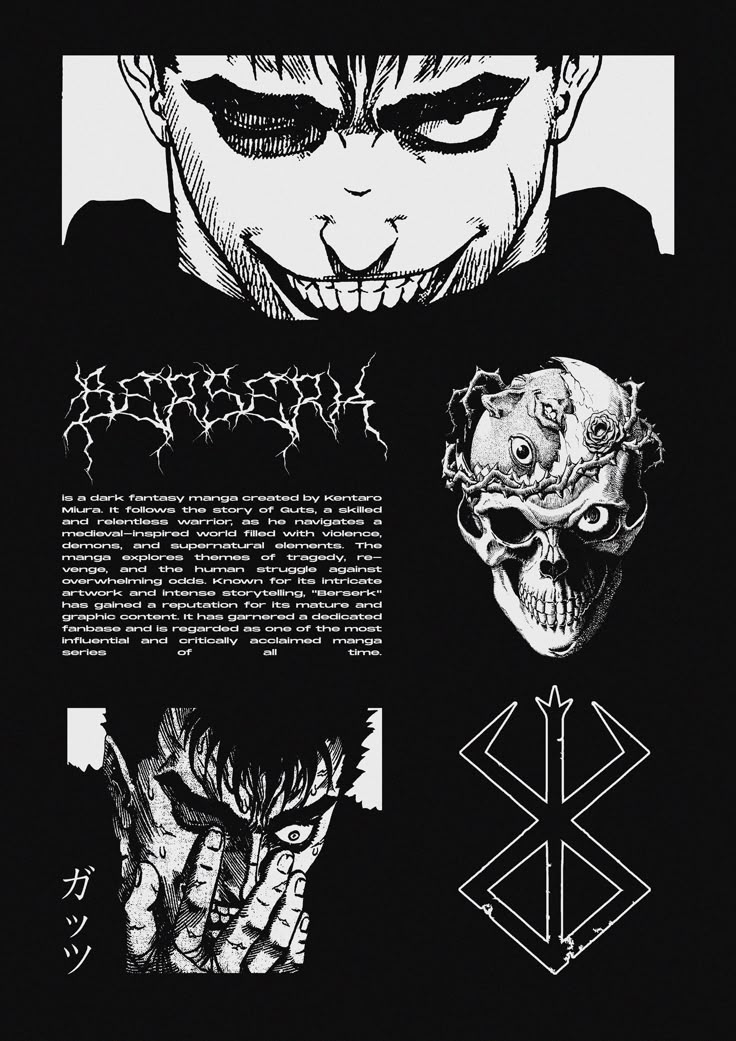 BERSERK
is a dark fantasy manga created by Kentaro
Miura. It follows the story of Guts, a skilled
and relentless warrior, as he navigates a
medieval-inspired world filled with violence,
demons, and supernatural elements. The
manga explores themes of tragedy, re-
venge, and the human struggle against
overwhelming odds. Known for its intricate
artwork and intense storytelling, "Berserk"
has gained a reputation for its mature and
graphic content. It has garnered a dedicated
fanbase and is regarded as one of the most
influential and critically acclaimed manga
series of all time.
ガッツ